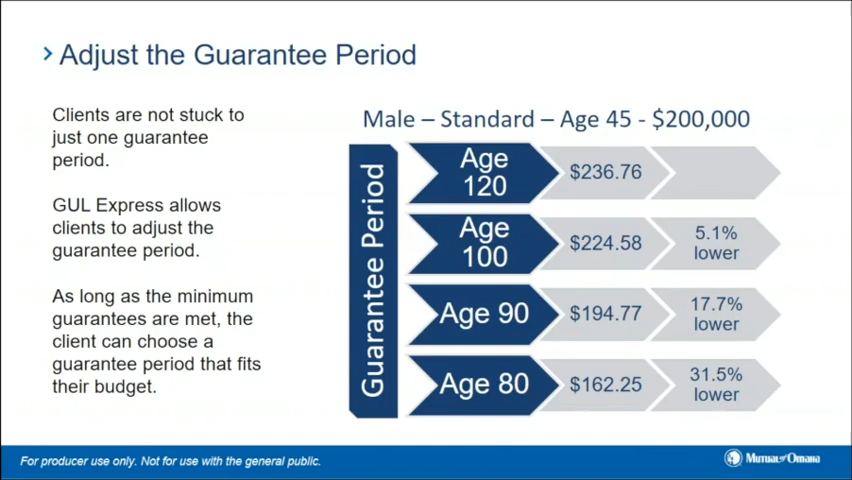 Adjust the Guarantee Period
Clients are not stuck to
just one guarantee
period.
GUL Express allows
clients to adjust the
guarantee period.
As long as the minimum
guarantees are met, the
client can choose a
guarantee period that fits
their budget.
Male – Standard – Age 45 - $200,000
Guarantee Period
Age
120
$236.76
Age
100
$224.58
5.1%
lower
Age 90
$194.77
17.7%
lower
Age 80
$162.25
31.5%
lower
For producer use only. Not for use with the general public.
Mutual of Omaha